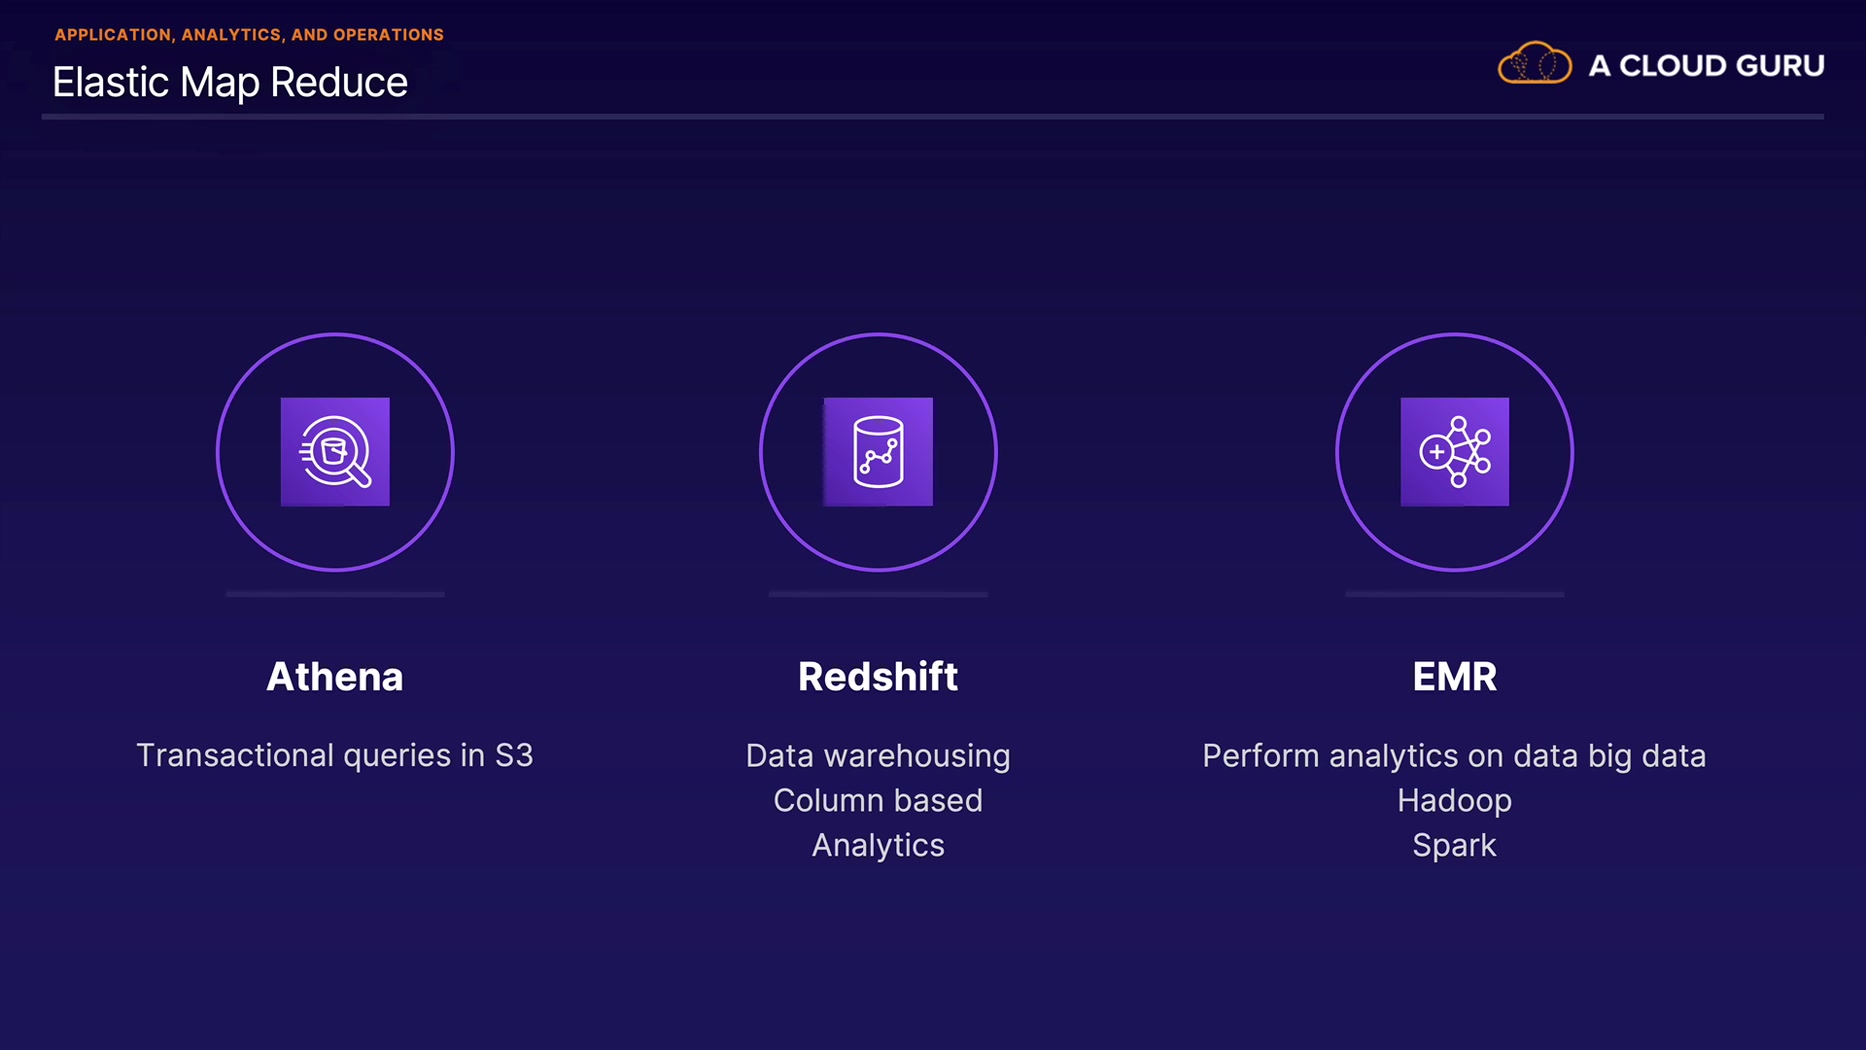 APPLICATION, ANALYTICS, AND OPERATIONS
Elastic Map Reduce
A CLOUD GURU
Athena
Transactional queries in S3
Redshift
Data warehousing
Column based
Analytics
EMR
Perform analytics on data big data
Hadoop
Spark